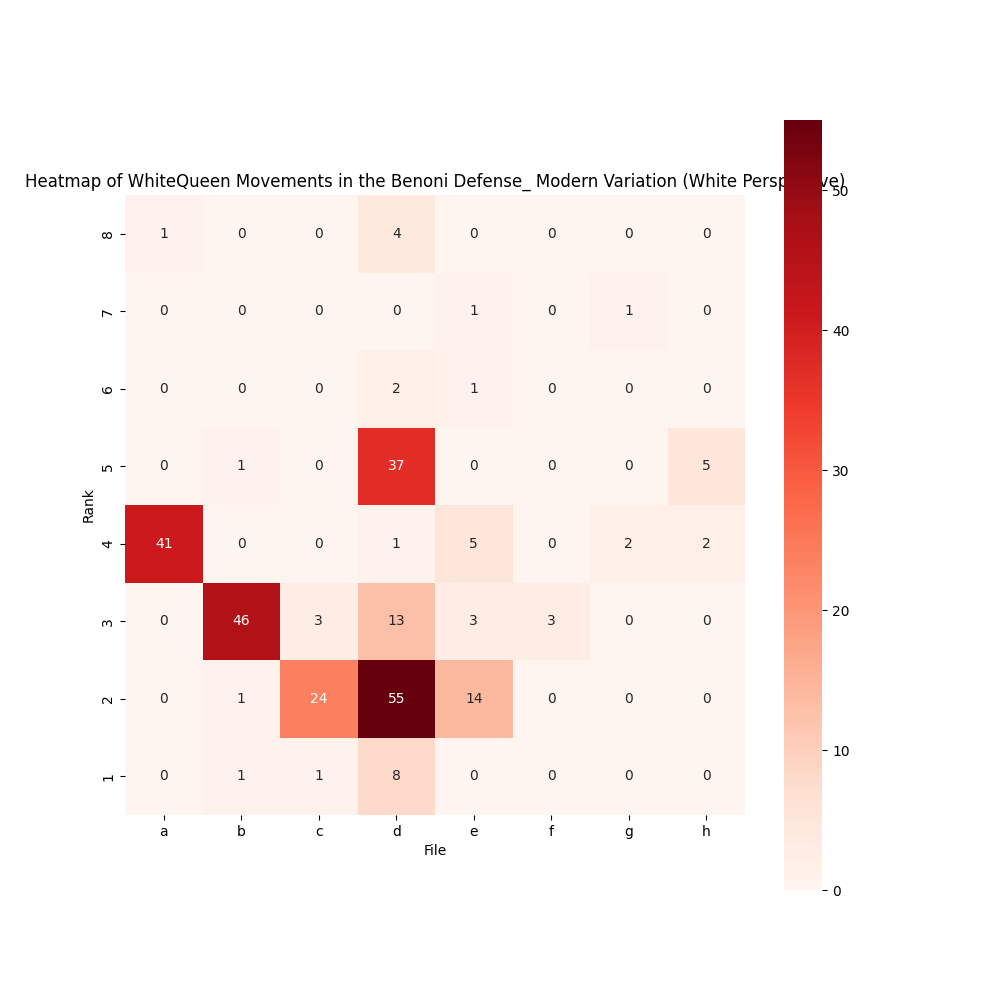 Heatmap of WhiteQueen Movements in the Benoni Defense_ Modern Variation (White Perspective)
50
8 1 0 0 4 0 0 0 0
7 0 0 0 0 1 0 1 0
40
6 0 0 0 2 1 0 0 0
30
5 0 1 0 37 0 0 0 5
Rank
4 41 0 0 1 5 0 2 2
20
3 0 46 3 13 3 3 0 0
2 0 1 24 55 14 0 0 0
10
1 0 1 1 8 0 0 0 0
a b c d e f g h
File
0